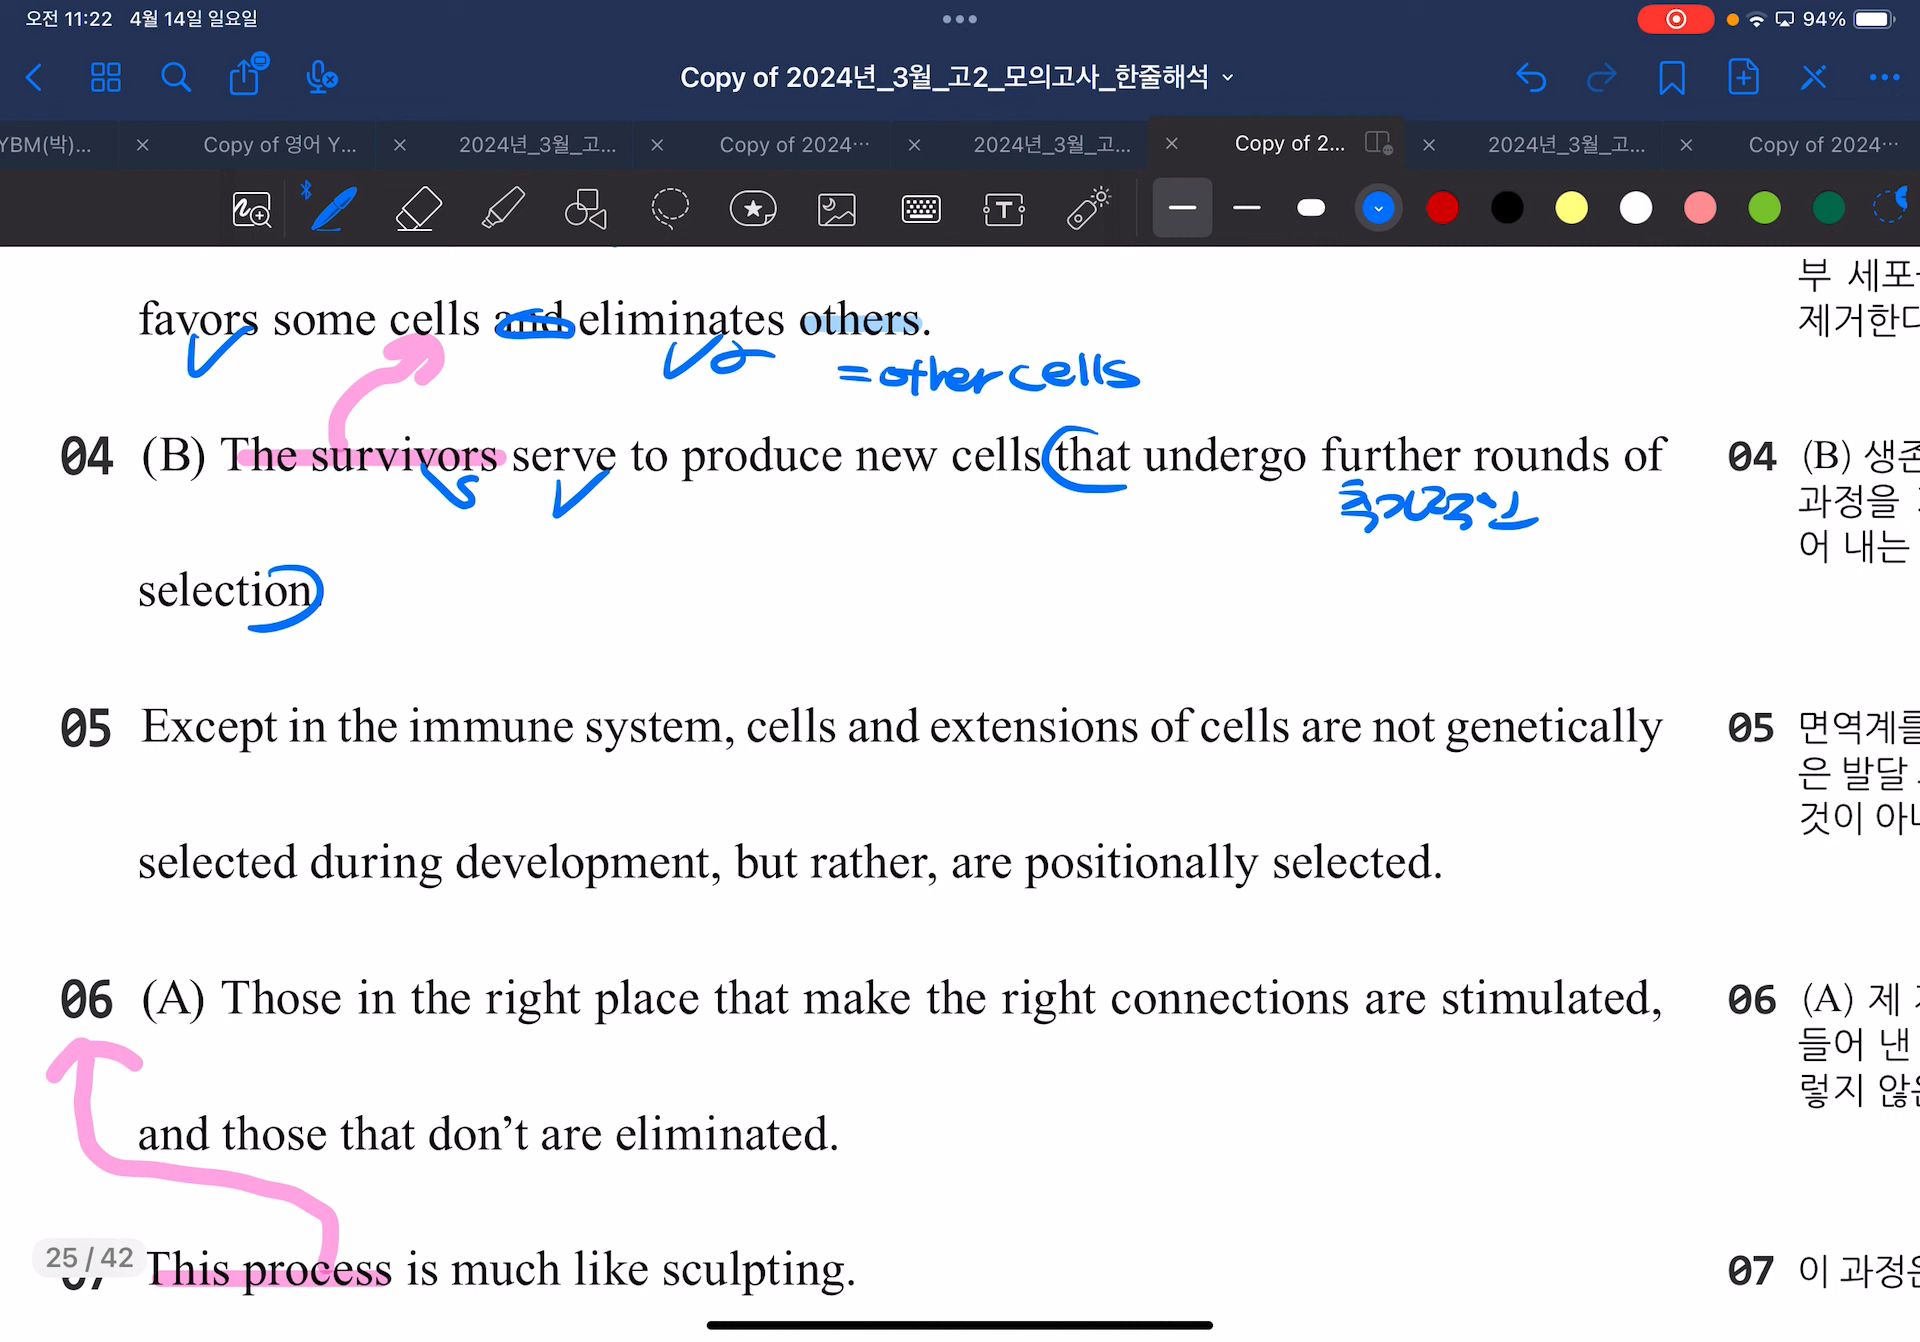 오전 11:22 4월 14일 일요일
94%
Copy of 2024년_3월_고2_모의고사_한줄해석
YBM(박)...
Copy of 영어 Y...
2024년_3월_고...
Copy of 2024...
2024년_3월_고...
Copy of 2...
2024년_3월_고...
Copy of 2024...
favors some cells and eliminates others.
= other cells
04 (B) The survivors serve to produce new cells that undergo further rounds of
추가적인
selection.
05 Except in the immune system, cells and extensions of cells are not genetically
selected during development, but rather, are positionally selected.
06 (A) Those in the right place that make the right connections are stimulated,
and those that don't are eliminated.
07 This process is much like sculpting.
25 / 42
부 세포
제거한다
04 (B) 생존
과정을
어 내는
05 면역계를
은 발달
것이 아니
06 (A) 제
들어 낸
렇지 않은
07 이 과정은